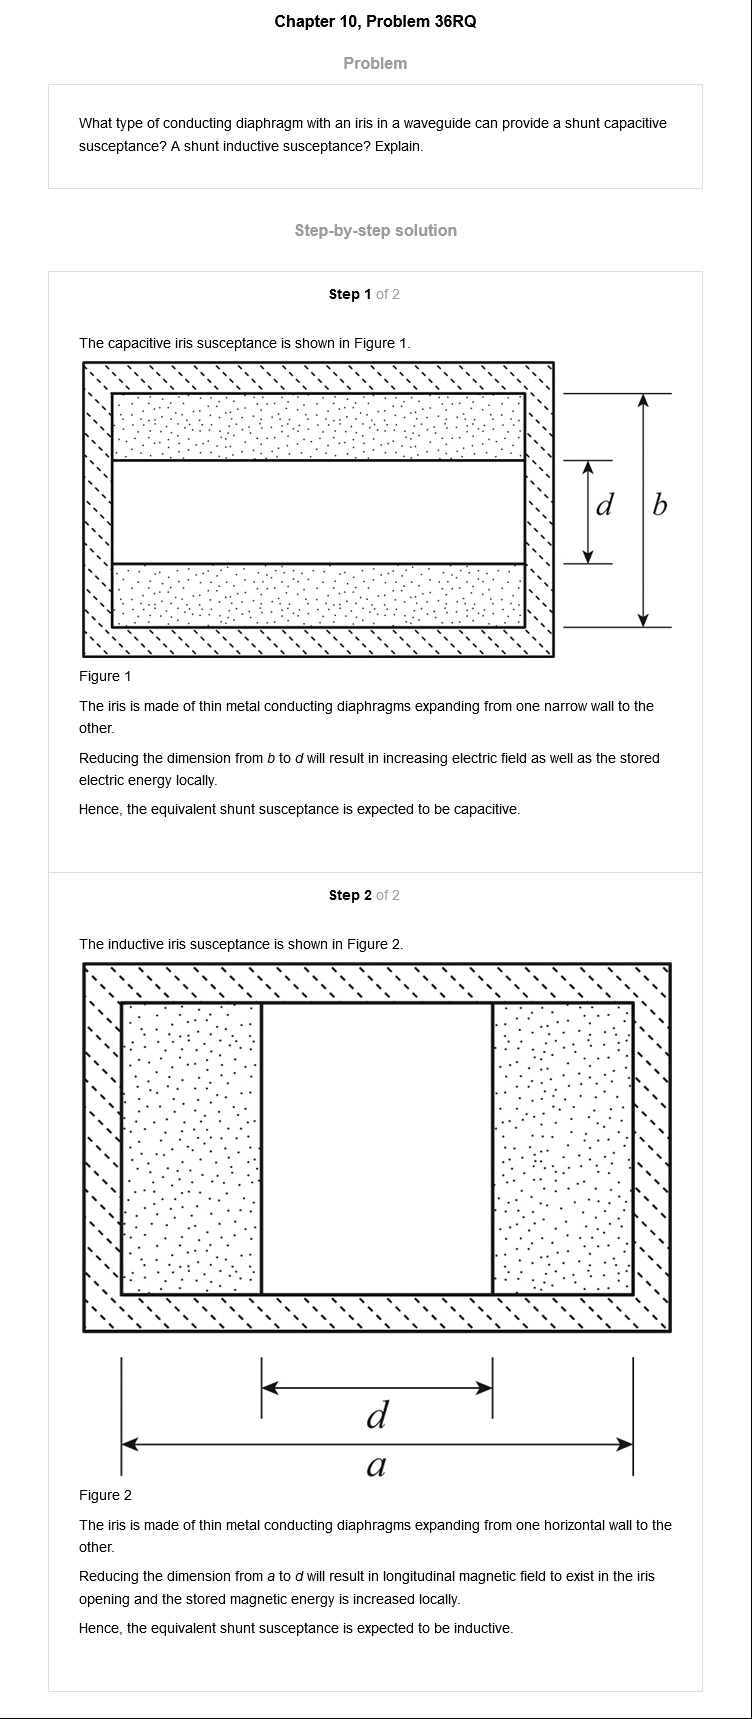 Chapter 10, Problem 36RQ
Problem
What type of conducting diaphragm with an iris in a waveguide can provide a shunt capacitive
susceptance? A shunt inductive susceptance? Explain.
Step-by-step solution
Step 1 of 2
The capacitive iris susceptance is shown in Figure 1.
d
b
Figure 1
The iris is made of thin metal conducting diaphragms expanding from one narrow wall to the
other.
Reducing the dimension from b to d will result in increasing electric field as well as the stored
electric energy locally.
Hence, the equivalent shunt susceptance is expected to be capacitive.
Step 2 of 2
The inductive iris susceptance is shown in Figure 2.
d
a
Figure 2
The iris is made of thin metal conducting diaphragms expanding from one horizontal wall to the
other.
Reducing the dimension from a to d will result in longitudinal magnetic field to exist in the iris
opening and the stored magnetic energy is increased locally.
Hence, the equivalent shunt susceptance is expected to be inductive.